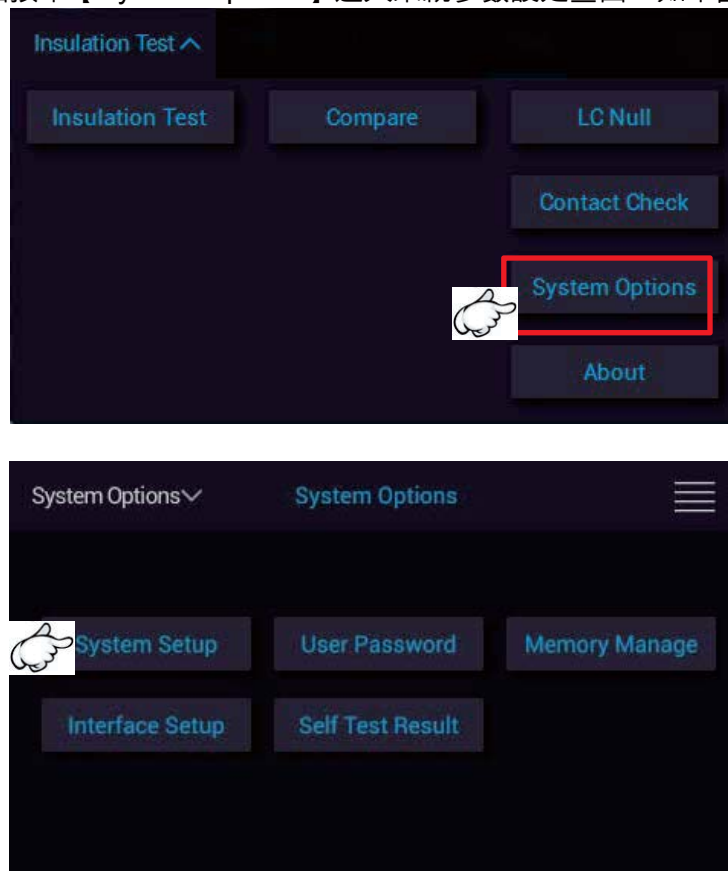 Insulation Test
Insulation Test Compare LC Null
Contact Check
System Options
About
System Options System Options
System Setup User Password Memory Manage
Interface Setup Self Test Result